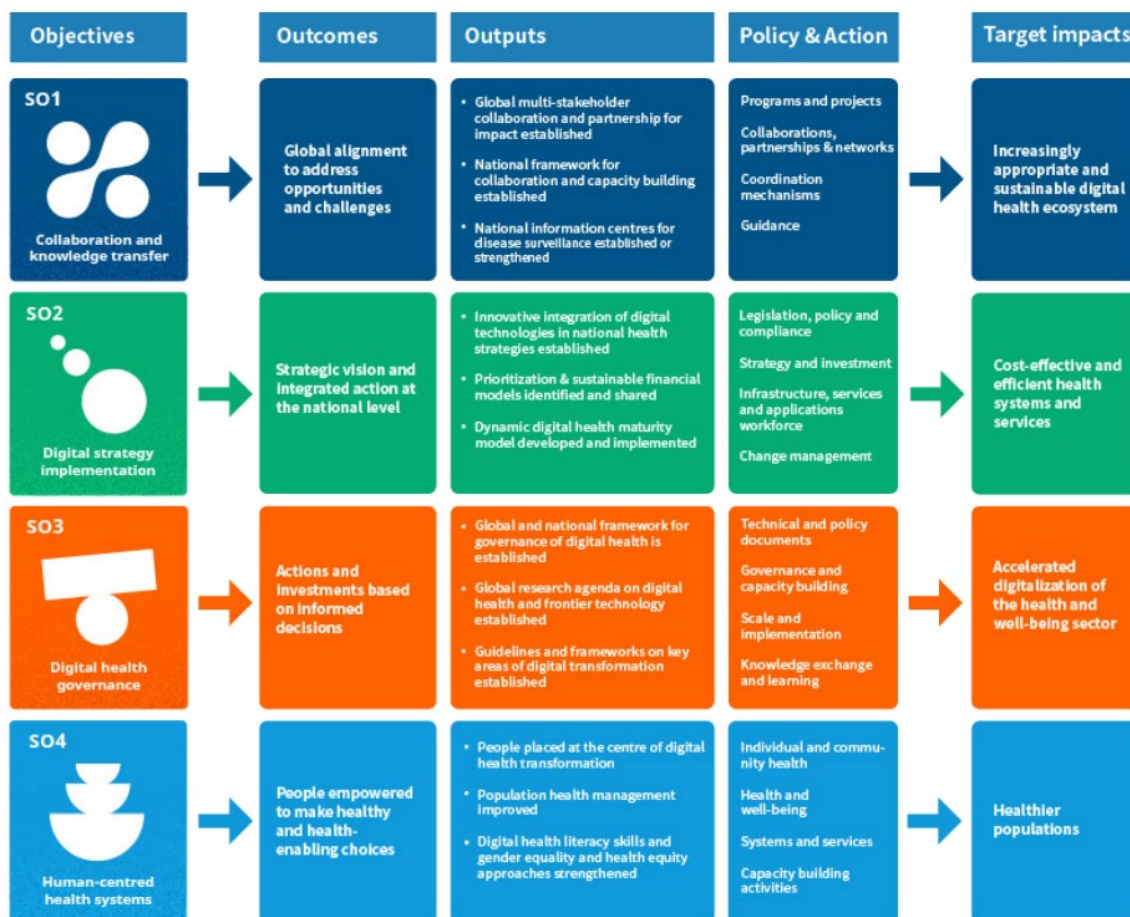 Objectives
Outcomes
Outputs
Policy & Action
Target impacts
SO1
Collaboration and
knowledge transfer
Global alignment
to address
opportunities
and challenges
• Global multi-stakeholder
collaboration and partnership for
impact established
• National framework for
collaboration and capacity building
established
• National information centres for
disease surveillance established or
strengthened
Programs and projects
Collaborations,
partnerships & networks
Coordination
mechanisms
Guidance
Increasingly
appropriate and
sustainable digital
health ecosystem
SO2
Digital strategy
implementation
Strategic vision and
integrated action at
the national level
• Innovative integration of digital
technologies in national health
strategies established
• Prioritization & sustainable financial
models identified and shared
• Dynamic digital health maturity
model developed and implemented
Legislation, policy and
compliance
Strategy and investment
Infrastructure, services
and applications
workforce
Change management
Cost-effective and
efficient health
systems and
services
SO3
Digital health
governance
Actions and
investments based
on informed
decisions
• Global and national framework for
governance of digital health is
established
• Global research agenda on digital
health and frontier technology
established
• Guidelines and frameworks on key
areas of digital transformation
established
Technical and policy
documents
Governance and
capacity building
Scale and
implementation
Knowledge exchange
and learning
Accelerated
digitalization of
the health and
well-being sector
SO4
Human-centred
health systems
People empowered
to make healthy
and health-
enabling choices
• People placed at the centre of digital
health transformation
• Population health management
improved
• Digital health literacy skills and
gender equality and health equity
approaches strengthened
Individual and commu-
nity health
Health and
well-being
Systems and services
Capacity building
activities
Healthier
populations